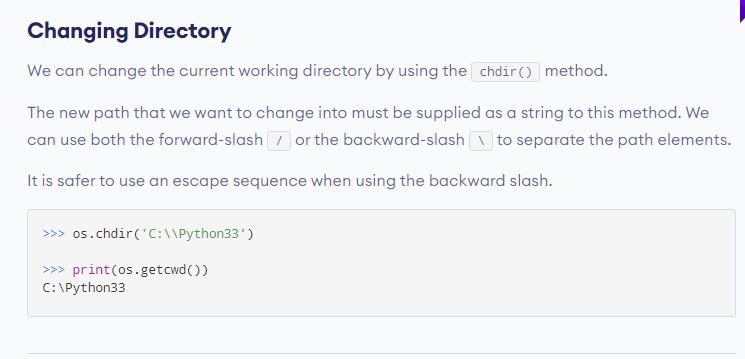 Changing Directory
We can change the current working directory by using the chdir() method.
The new path that we want to change into must be supplied as a string to this method. We
can use both the forward-slash / or the backward-slash \ to separate the path elements.
It is safer to use an escape sequence when using the backward slash.
>>> os.chdir('C:\\Python33')
>>> print(os.getcwd())
C:\Python33